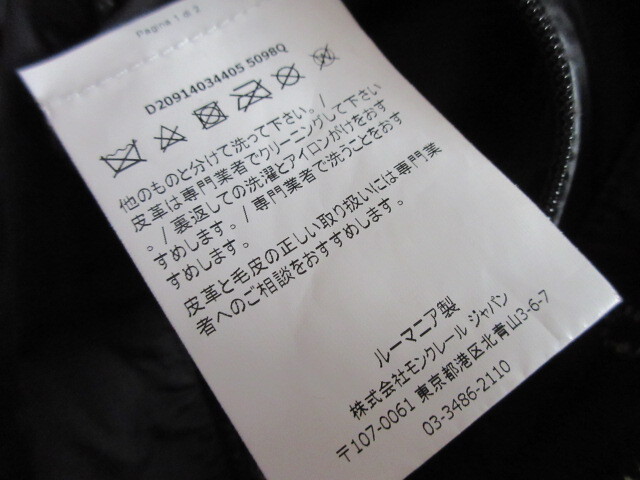 Pagina 1 di 2
D20914034405 5098Q
他のものと分けて洗って下さい。/
皮革は専門業者でクリーニングして下さい
。/ 裏返しての洗濯とアイロンがけをおす
すめします。/ 専門業者で洗うことをおす
すめします。
皮革と毛皮の正しい取り扱いには専門業
者へのご相談をおすすめします。
ルーマニア製
株式会社モンクレール ジャパン
〒107-0061 東京都港区北青山3-6-7
03-3486-2110